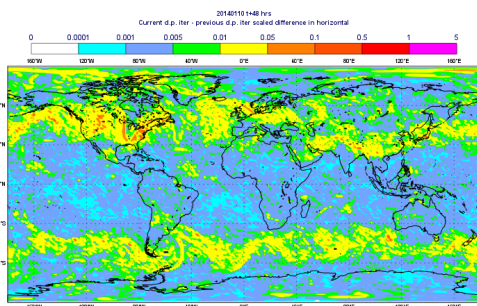 20140110 t+48 hrs
Current d.p. iter - previous d.p. iter scaled difference in horizontal
0 0.0001 0.001 0.005 0.01 0.05 0.1 0.5 1 5
160°W 120°W 80°W 40°W 0°E 40°E 80°E 120°E 160°E